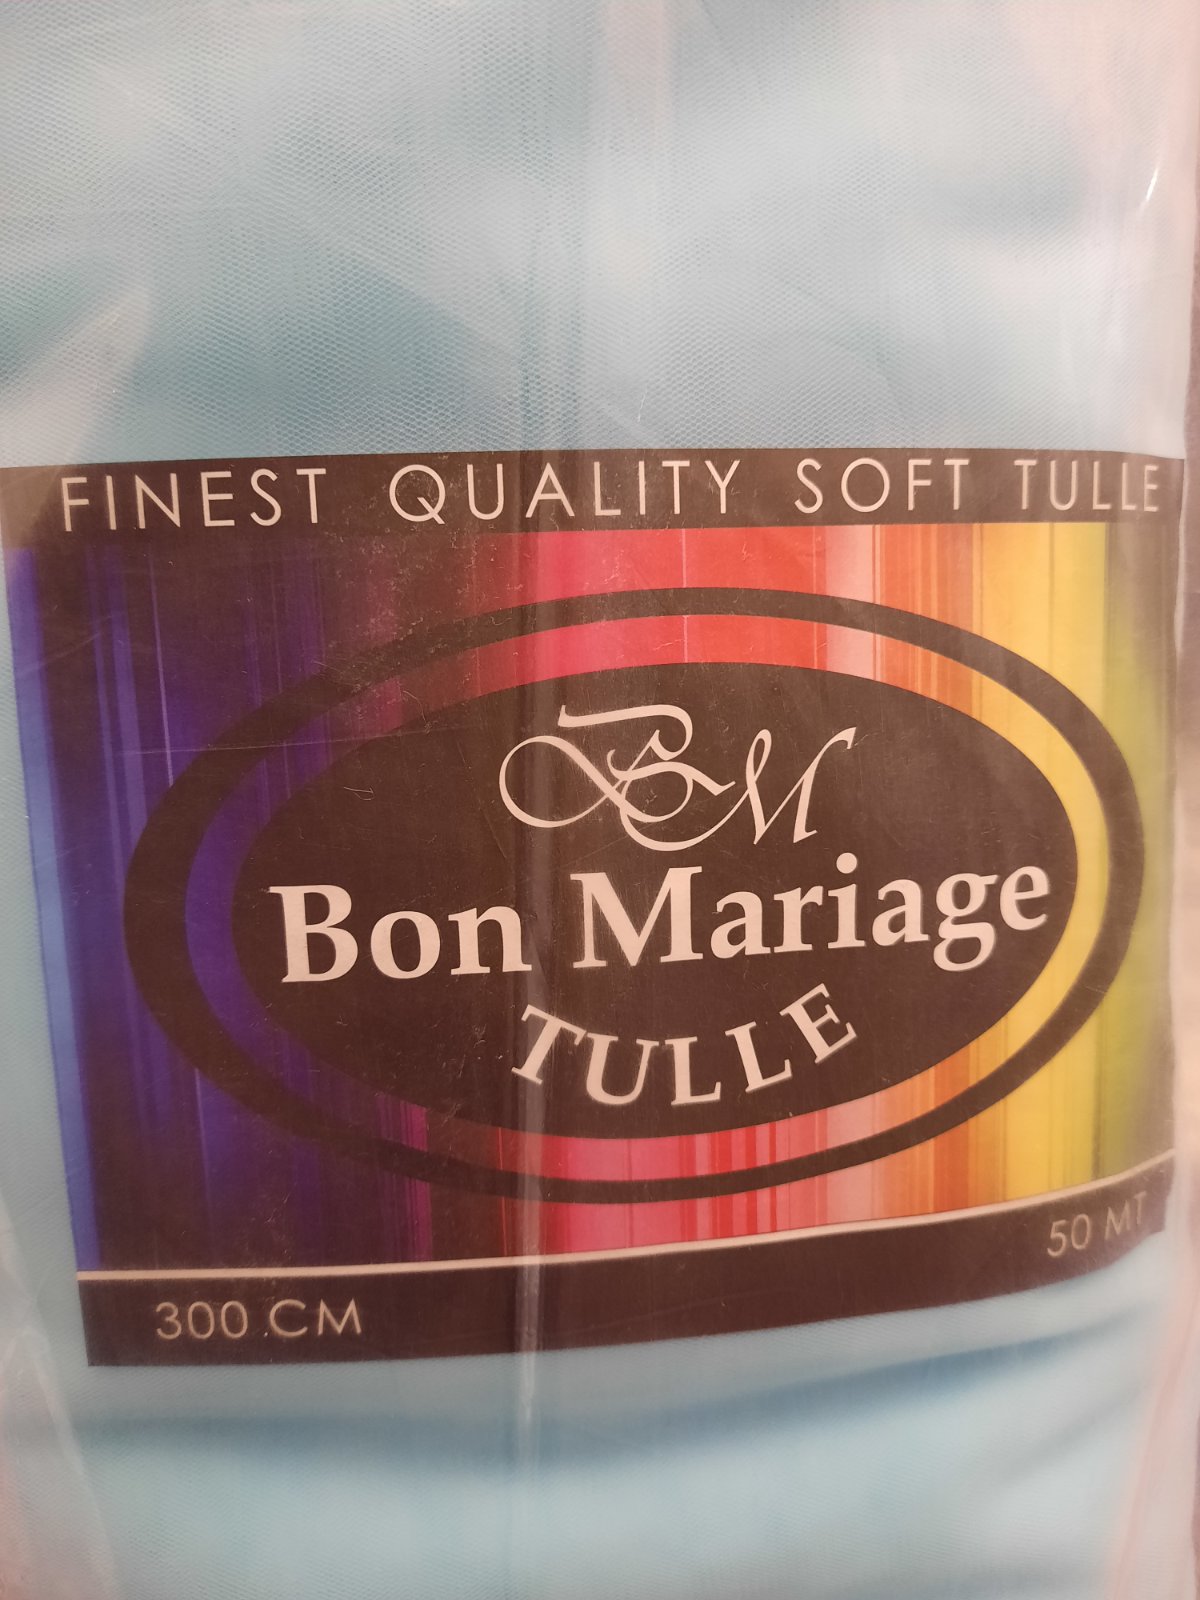 FINEST QUALITY SOFT TULLE
BM
Bon Mariage
TULLE
50 MT
300 CM